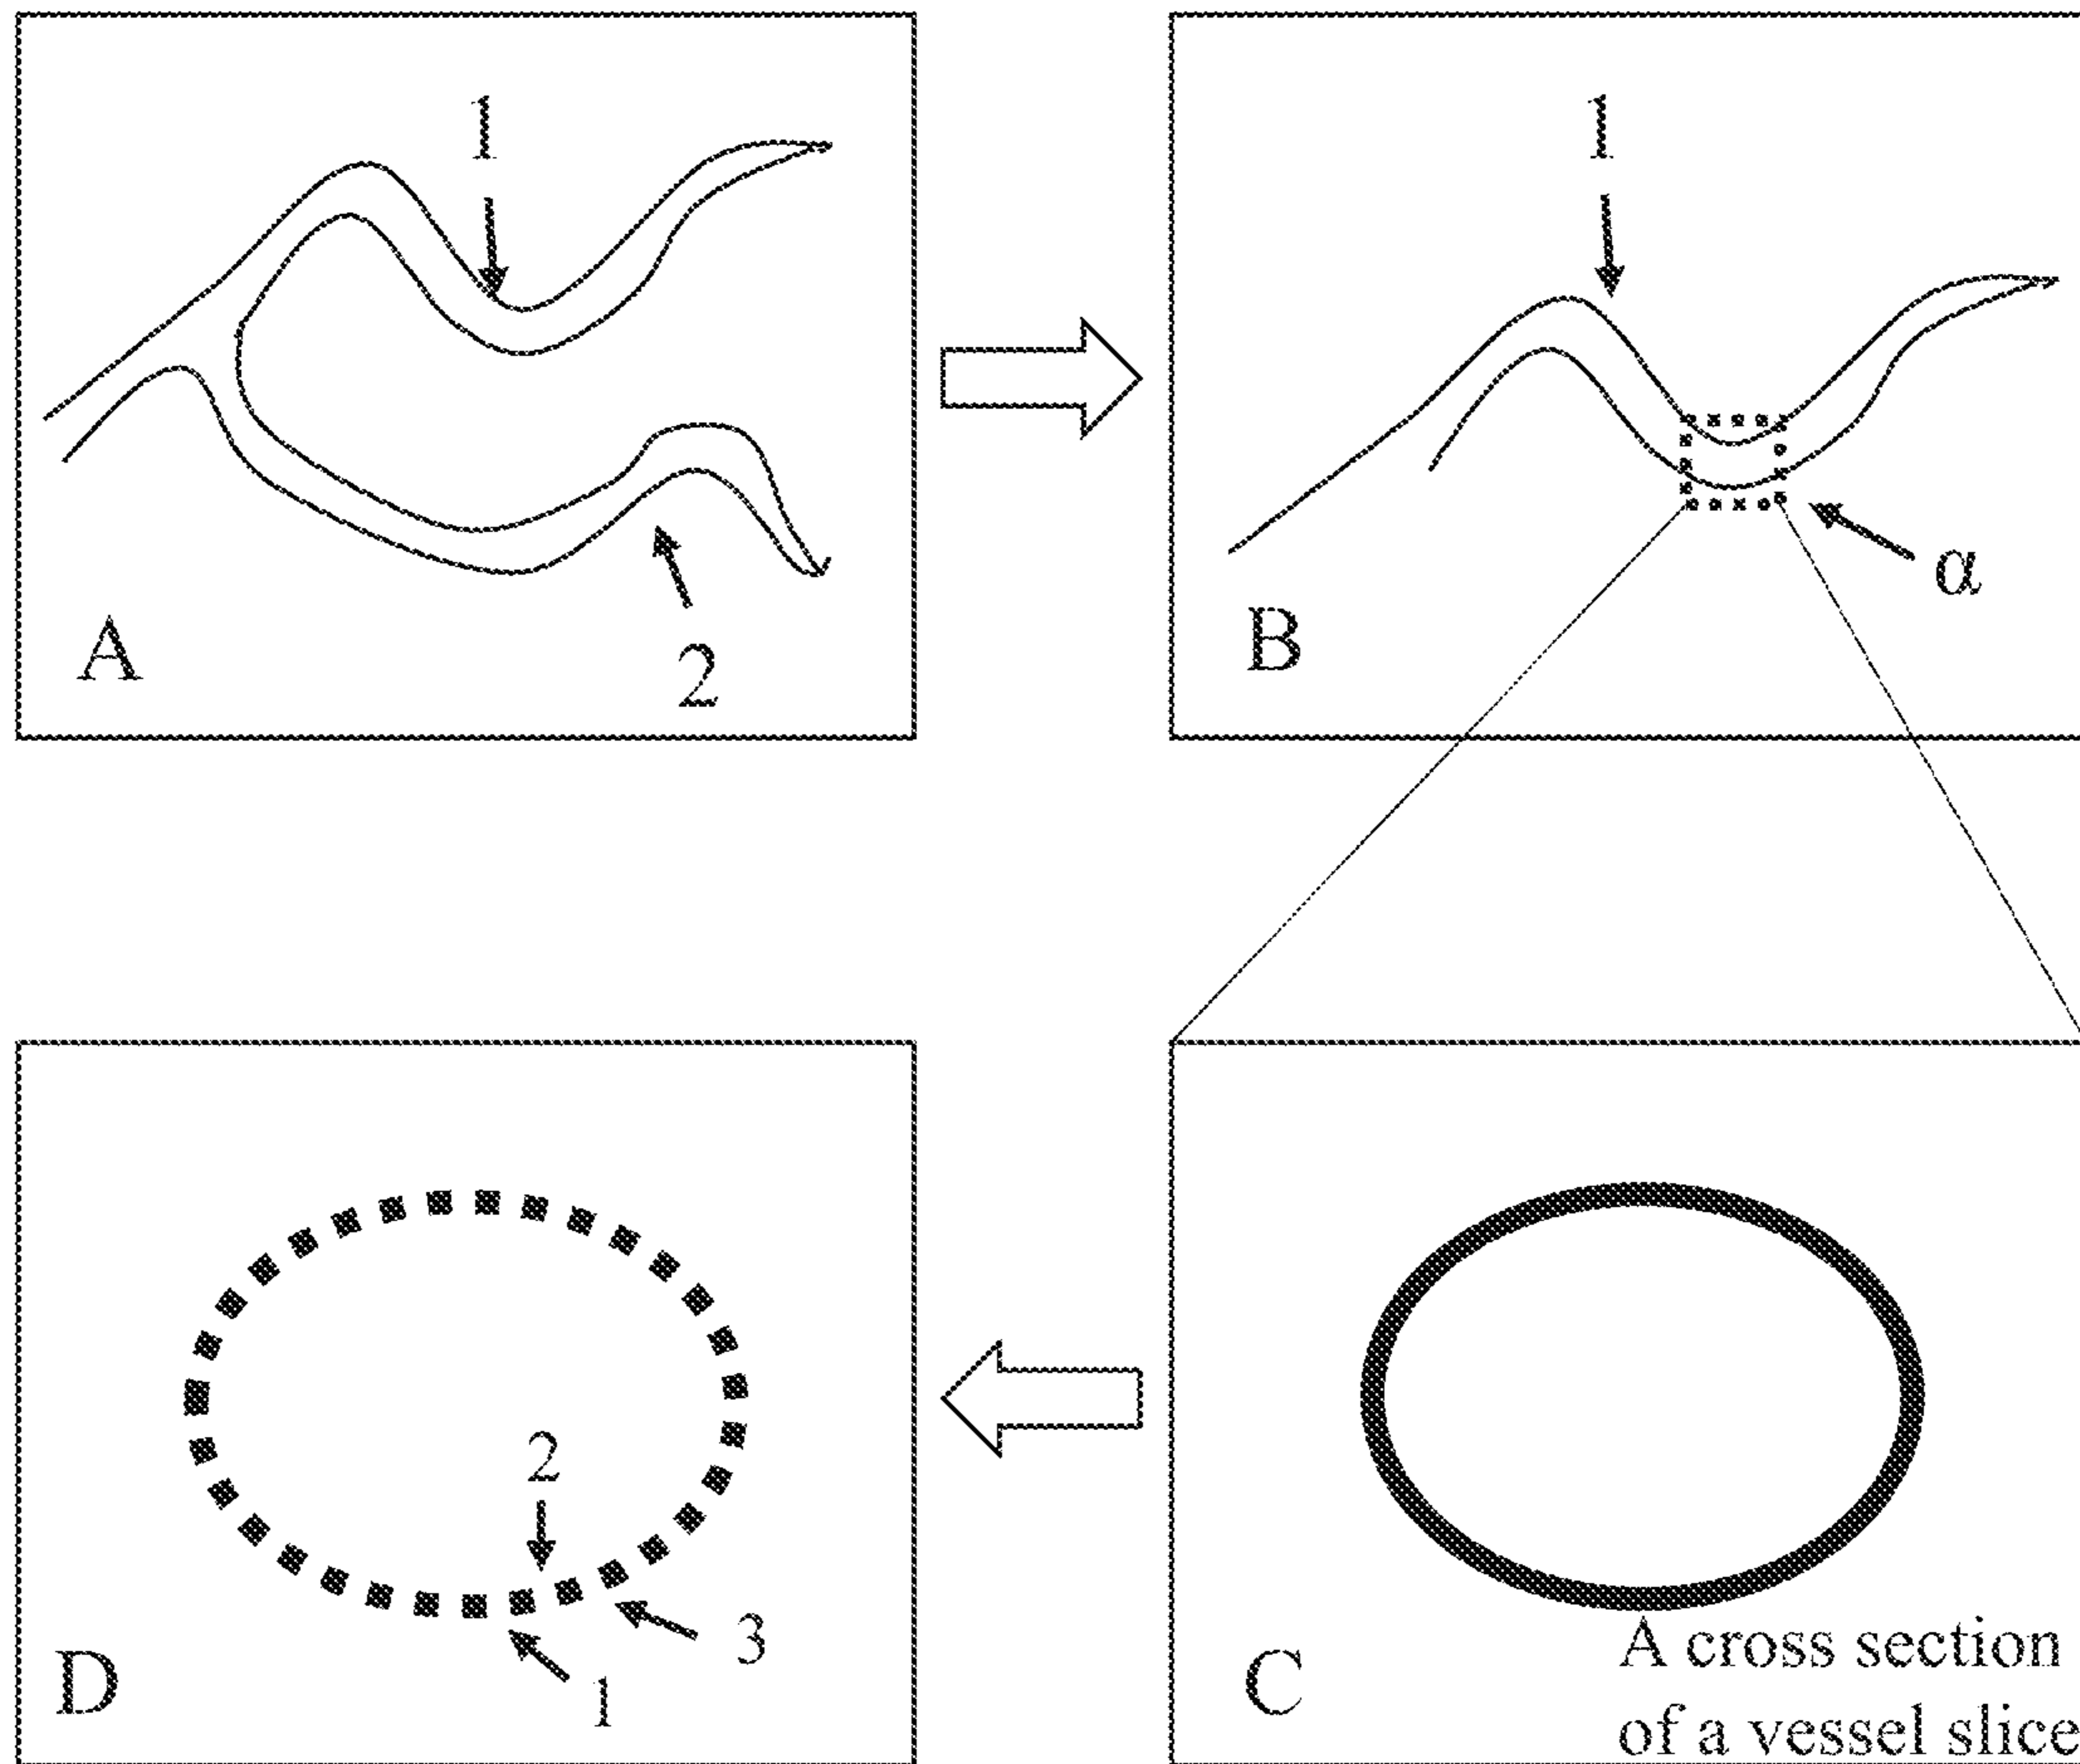 1
2
A
1
α
B
2
3
1
D
C
A cross section
of a vessel slice